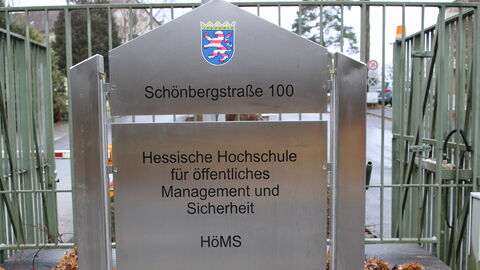 Schönbergstraße 100
Hessische Hochschule
für öffentliches
Management und
Sicherheit
HöMS